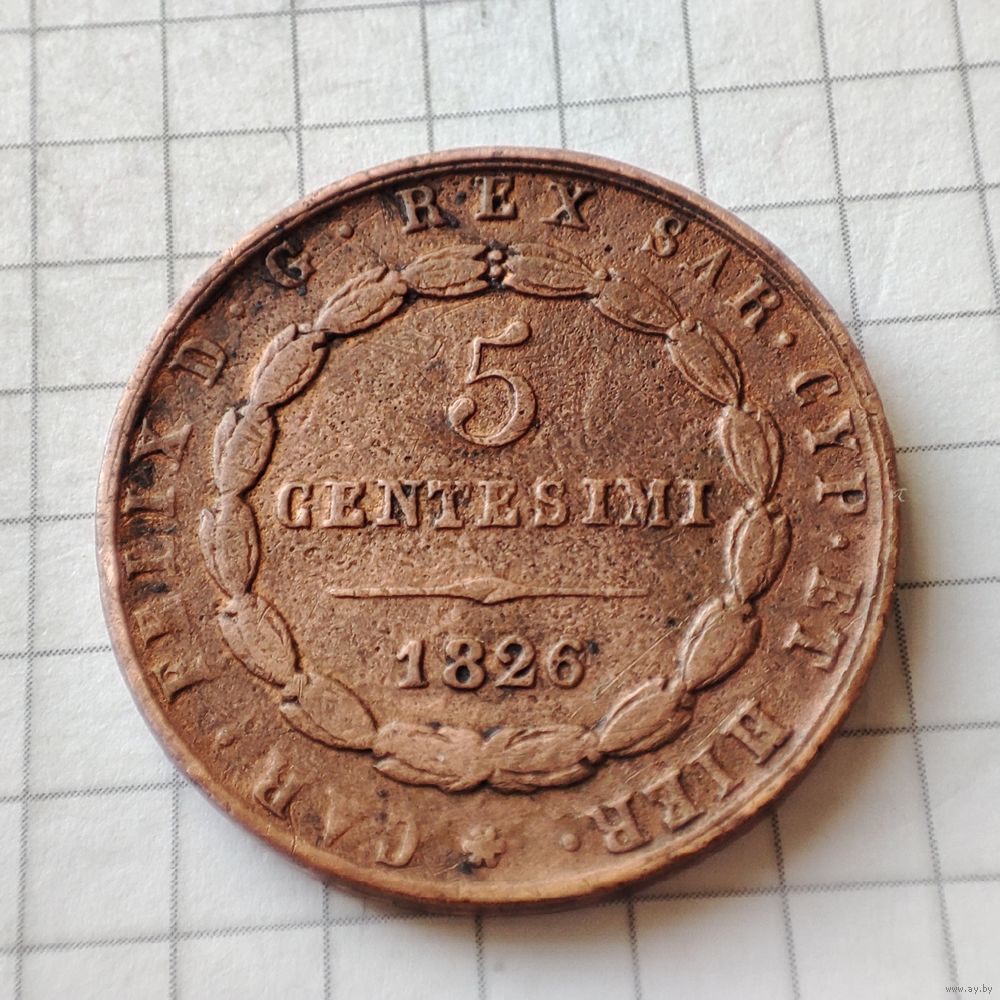 CAR · FELIX D · G · REX SAR · CYP · ET HIER ·
5
CENTESIMI
1826
www.ay.by